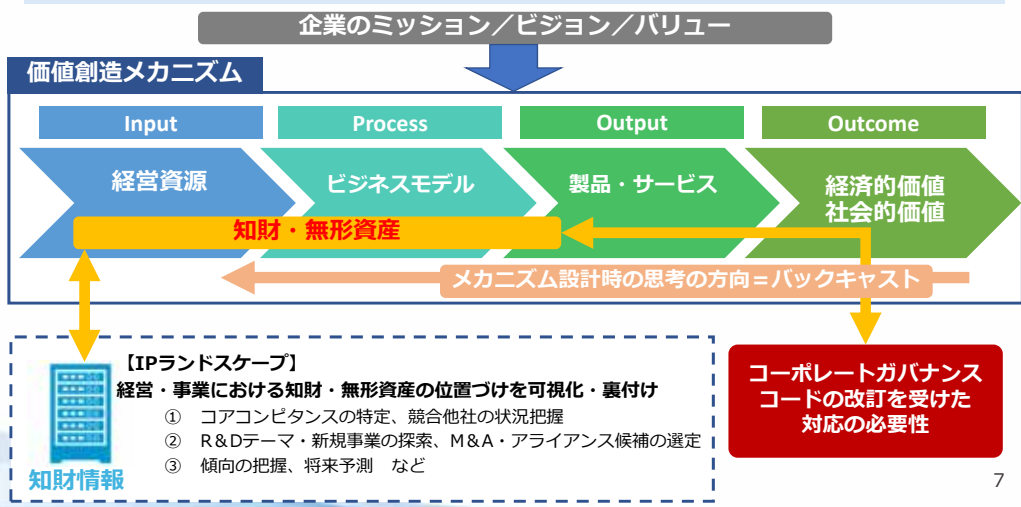 企業のミッション／ビジョン／バリュー
価値創造メカニズム
Input
Process
Output
Outcome
経営資源
ビジネスモデル
製品・サービス
経済的価値
社会的価値
知財・無形資産
メカニズム設計時の思考の方向＝バックキャスト
【IPランドスケープ】
経営・事業における知財・無形資産の位置づけを可視化・裏付け
① コアコンピタンスの特定、競合他社の状況把握
② R&Dテーマ・新規事業の探索、M&A・アライアンス候補の選定
③ 傾向の把握、将来予測　など
知財情報
コーポレートガバナンス
コードの改訂を受けた
対応の必要性
7